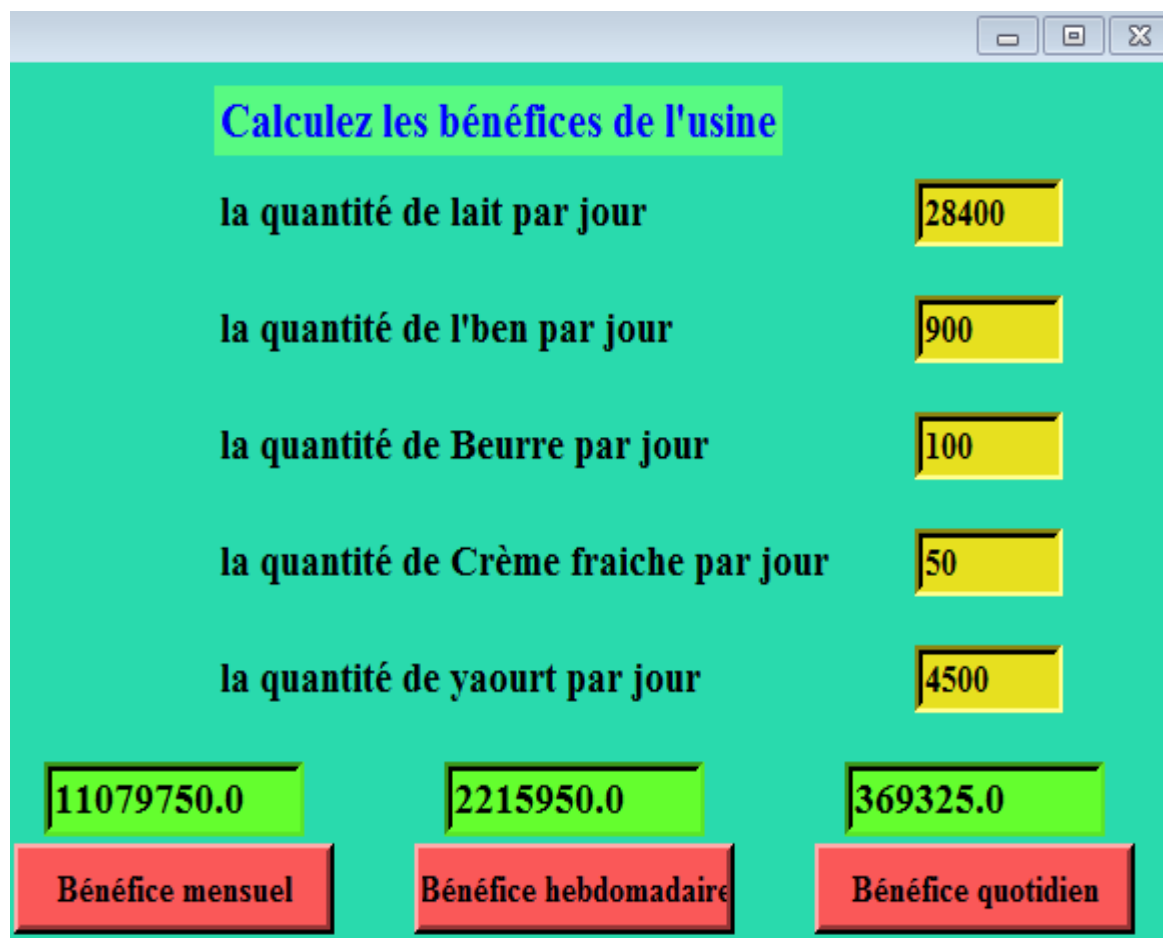 Calculez les bénéfices de l'usine
la quantité de lait par jour 28400
la quantité de l'ben par jour 900
la quantité de Beurre par jour 100
la quantité de Crème fraiche par jour 50
la quantité de yaourt par jour 4500
11079750.0 2215950.0 369325.0
Bénéfice mensuel Bénéfice hebdomadaire Bénéfice quotidien